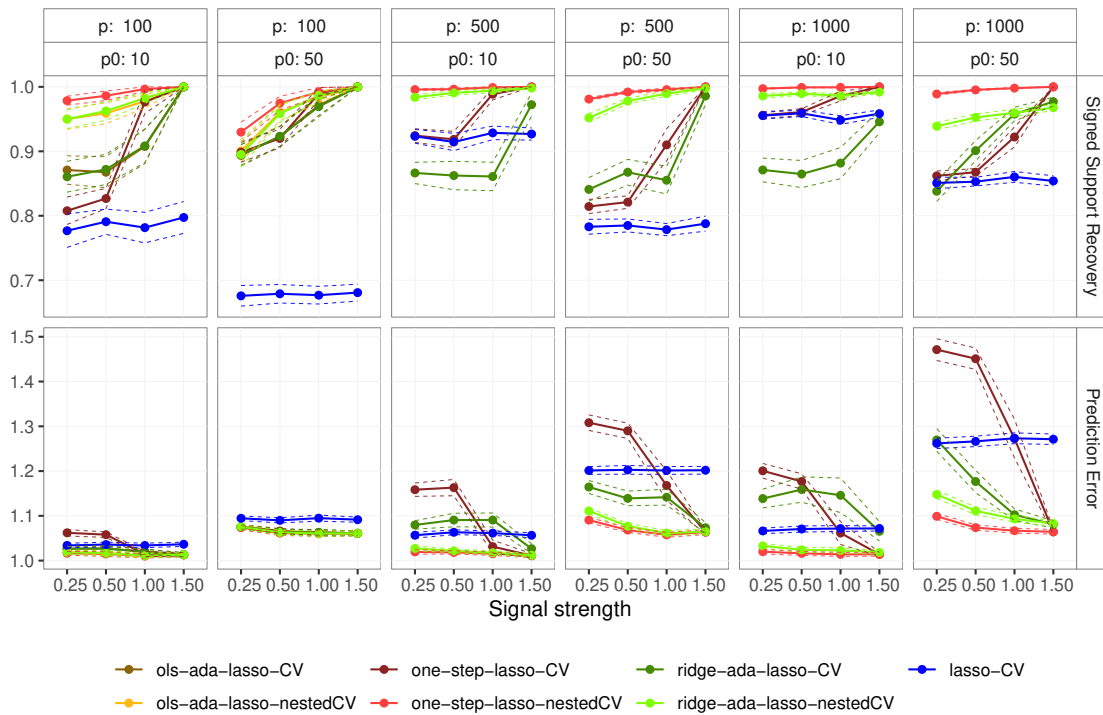 p: 100 p: 100 p: 500 p: 500 p: 1000 p: 1000
p0: 10 p0: 50 p0: 10 p0: 50 p0: 10 p0: 50
1.0
0.9
0.8
0.7
Signed Support Recovery
1.5
1.4
1.3
1.2
1.1
1.0
Prediction Error
0.25 0.50 1.00 1.50 0.25 0.50 1.00 1.50 0.25 0.50 1.00 1.50 0.25 0.50 1.00 1.50 0.25 0.50 1.00 1.50 0.25 0.50 1.00 1.50
Signal strength
ols−ada−lasso−CV one−step−lasso−CV ridge−ada−lasso−CV lasso−CV
ols−ada−lasso−nestedCV one−step−lasso−nestedCV ridge−ada−lasso−nestedCV